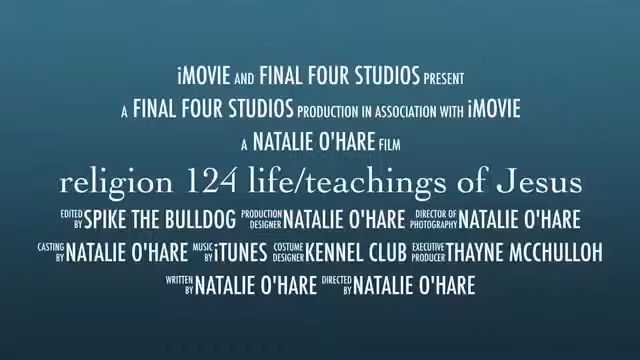 iMOVIE AND FINAL FOUR STUDIOS PRESENT
A FINAL FOUR STUDIOS PRODUCTION IN ASSOCIATION WITH iMOVIE
A NATALIE O'HARE FILM
religion 124 life/teachings of Jesus
EDITED BY SPIKE THE BULLDOG PRODUCTION DESIGNER NATALIE O'HARE DIRECTOR OF PHOTOGRAPHY NATALIE O'HARE
CASTING BY NATALIE O'HARE MUSIC BY iTUNES COSTUME DESIGNER KENNEL CLUB EXECUTIVE PRODUCER THAYNE MCCHULLOH
WRITTEN BY NATALIE O'HARE DIRECTED BY NATALIE O'HARE